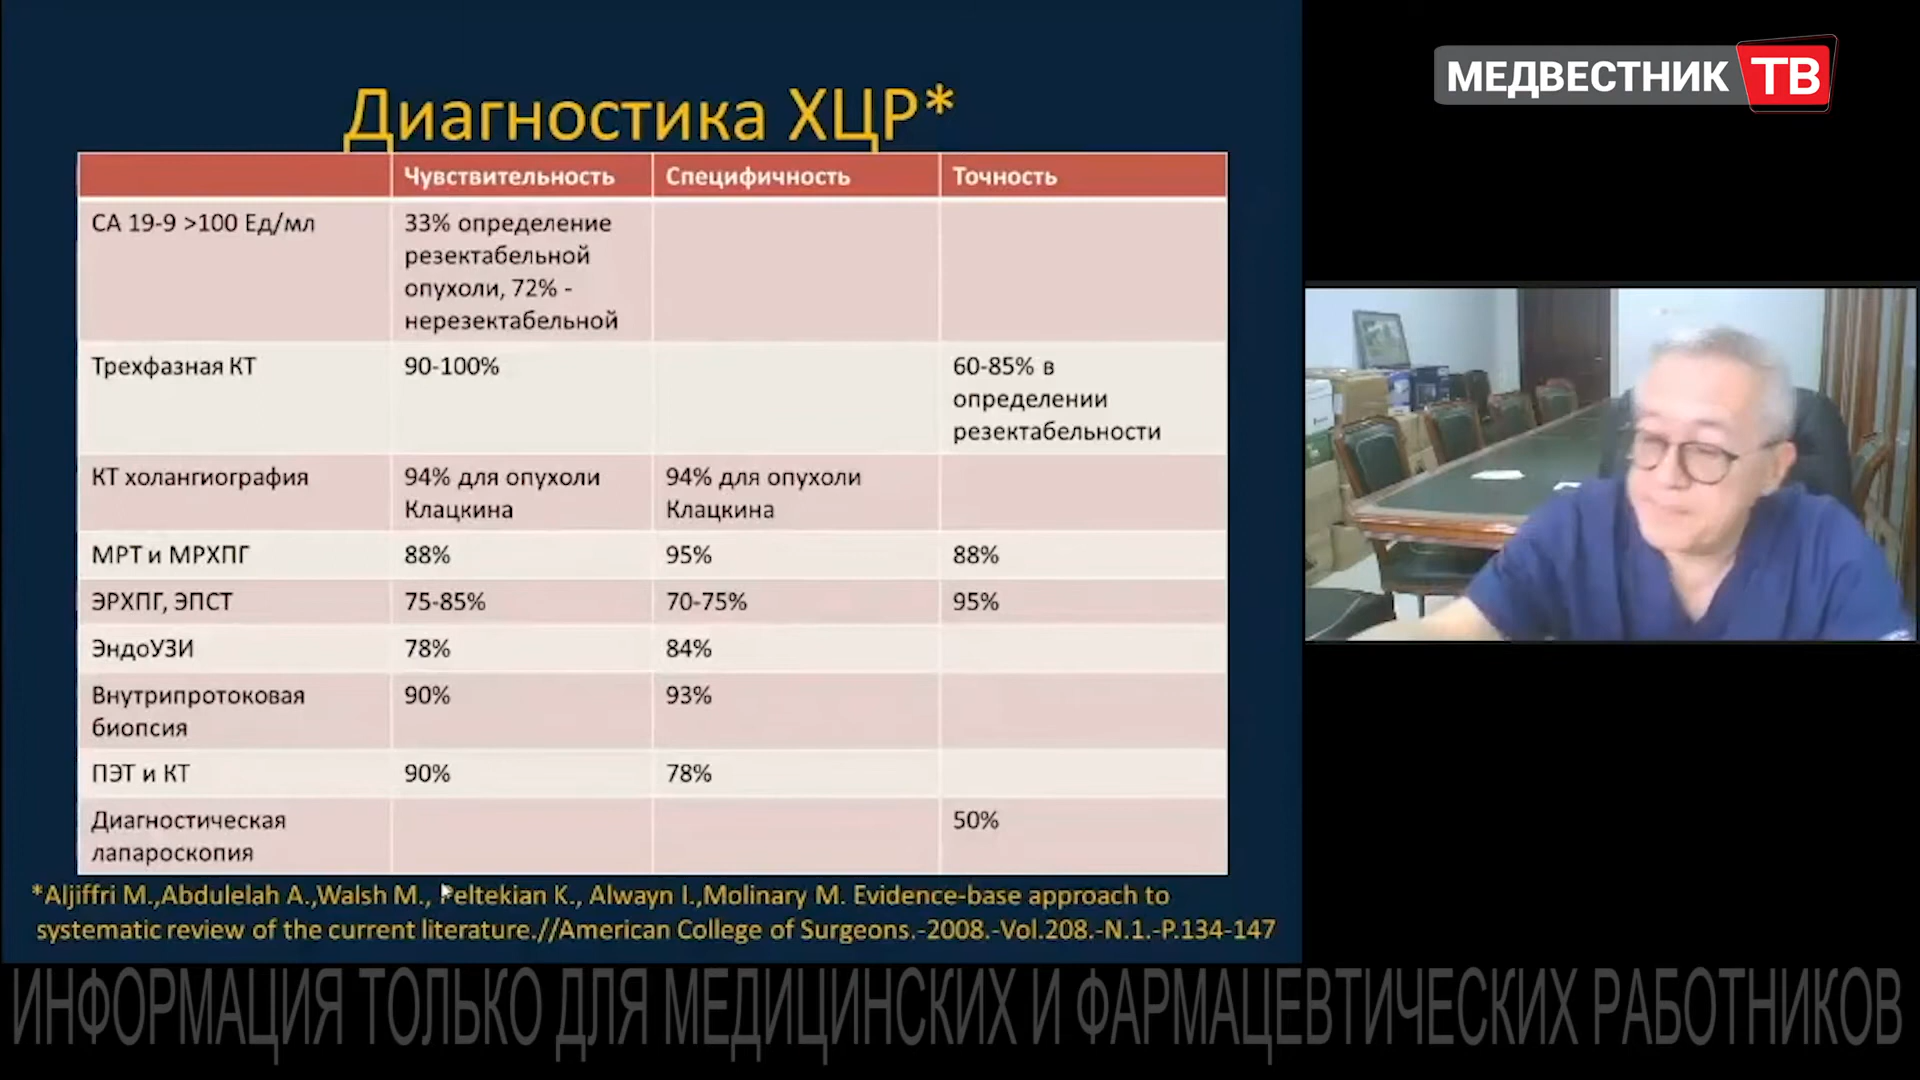 Диагностика ХЦР*
МЕДВЕСТНИК ТВ
Чувствительность Специфичность Точность
СА 19-9 >100 Ед/мл 33% определение
резектабельной
опухоли, 72% -
нерезектабельной
Трехфазная КТ 90-100% 60-85% в
определении
резектабельности
КТ холангиография 94% для опухоли 94% для опухоли
Клацкина Клацкина
МРТ и МРХПГ 88% 95% 88%
ЭРХПГ, ЭПСТ 75-85% 70-75% 95%
ЭндоУЗИ 78% 84%
Внутрипротоковая 90% 93%
биопсия
ПЭТ и КТ 90% 78%
Диагностическая 50%
лапароскопия
*Aljiffri M.,Abdulelah A.,Walsh M., Peltekian K., Alwayn I.,Molinary M. Evidence-base approach to
systematic review of the current literature.//American College of Surgeons.-2008.-Vol.208.-N.1.-P.134-147
ИНФОРМАЦИЯ ТОЛЬКО ДЛЯ МЕДИЦИНСКИХ И ФАРМАЦЕВТИЧЕСКИХ РАБОТНИКОВ